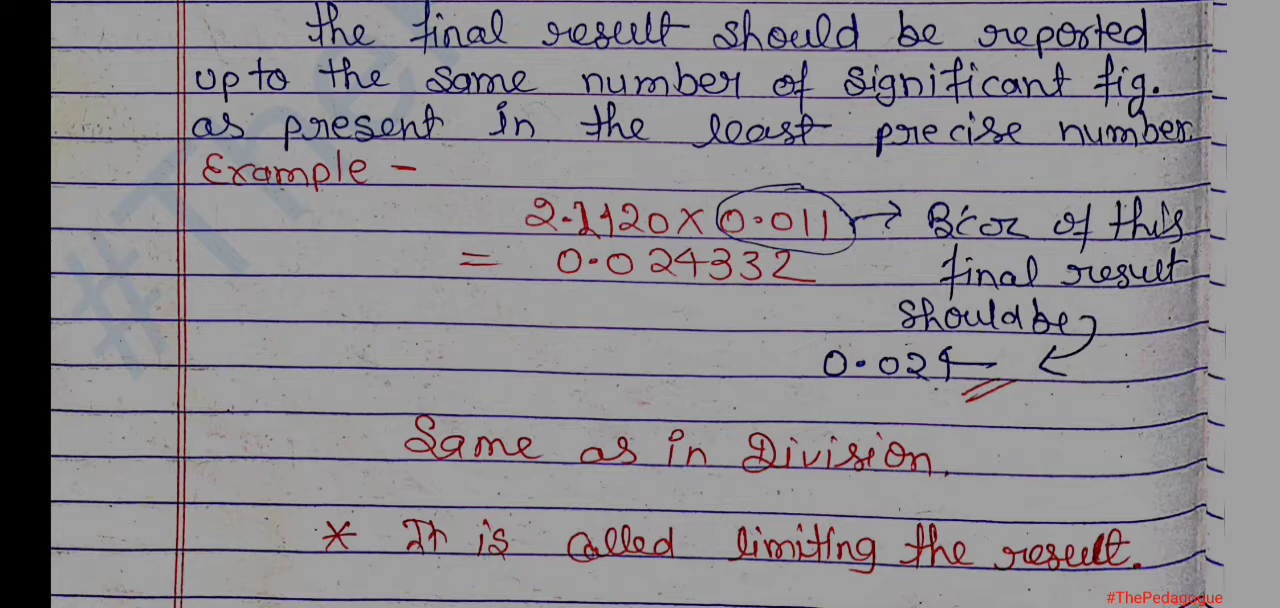 the final result should be reported
upto the same number of significant fig.
as present in the least precise number.
Example -
2.2120 × 0.011 → Bcoz of this
= 0.024332 final result
should be
0.024 ←
Same as in Division.
* It is called limiting the result.
#ThePedagogue